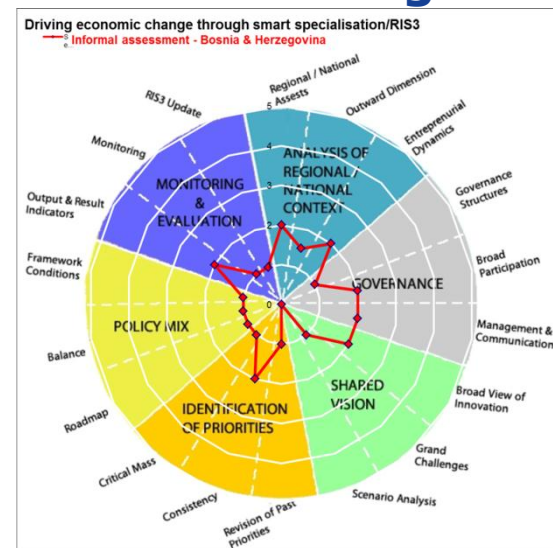 Driving economic change through smart specialisation/RIS3
Informal assessment - Bosnia & Herzegovina
Regional / National
Assests
Outward Dimension
Entreprenurial
Dynamics
Governance
Structures
Broad
Participation
Management &
Communication
Broad View of
Innovation
Grand
Challenges
Scenario Analysis
Revision of Past
Priorities
Consistency
Critical Mass
Roadmap
Balance
Framework
Conditions
Output & Result
Indicators
Monitoring
RIS3 Update
ANALYSIS OF
REGIONAL /
NATIONAL
CONTEXT
GOVERNANCE
SHARED
VISION
IDENTIFICATION
OF PRIORITIES
POLICY MIX
MONITORING
&
EVALUATION
5
4
3
2
0